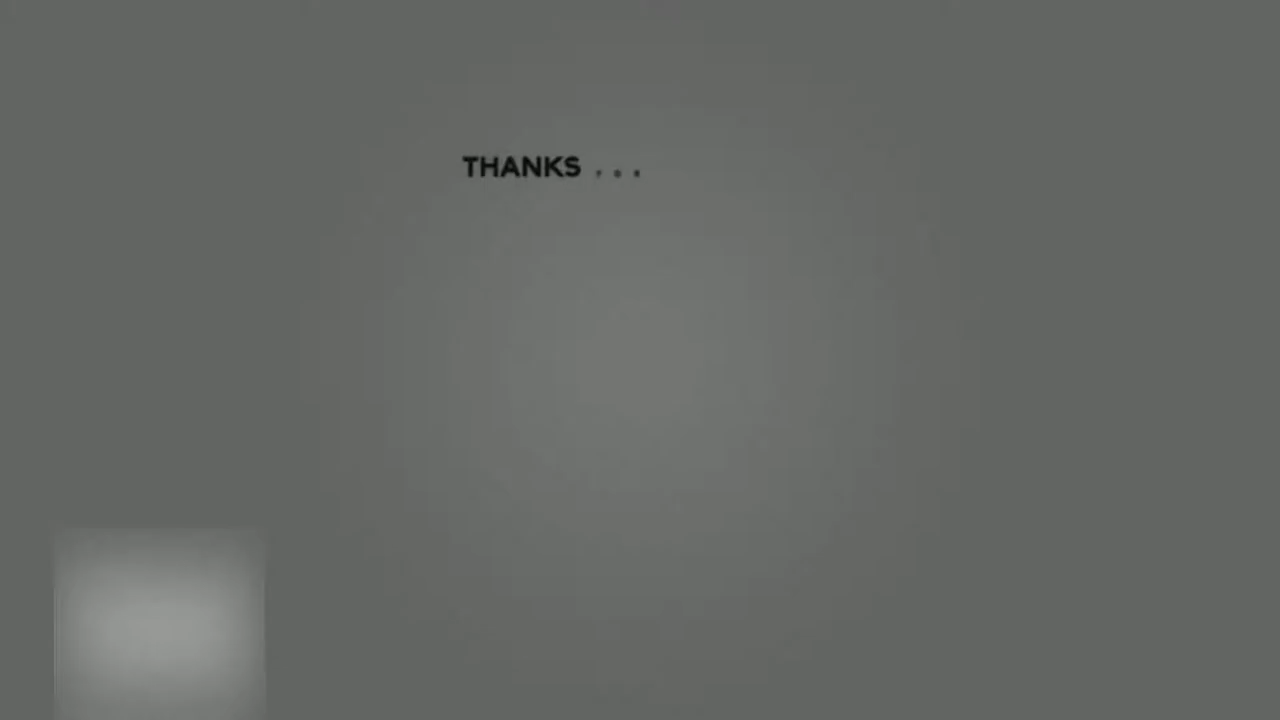 THANKS . . .